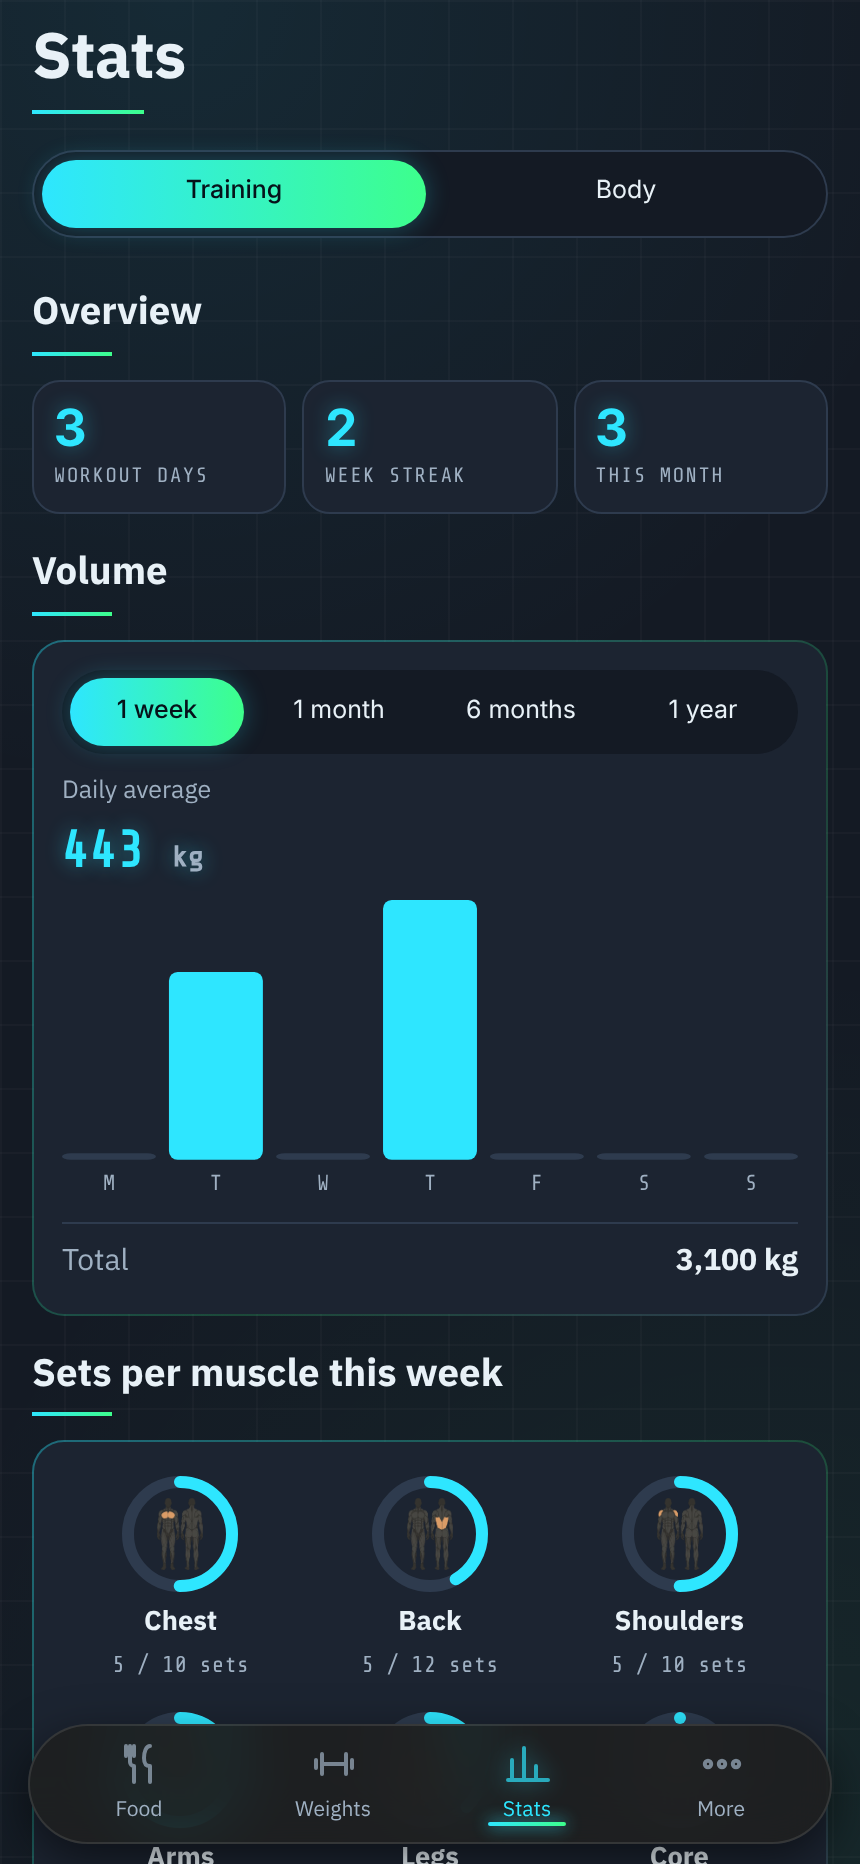 Stats
Training Body
Overview
3 2 3
WORKOUT DAYS WEEK STREAK THIS MONTH
Volume
1 week 1 month 6 months 1 year
Daily average
443 kg
M T W T F S S
Total 3,100 kg
Sets per muscle this week
Chest Back Shoulders
5 / 10 sets 5 / 12 sets 5 / 10 sets
Food Weights Stats More
Arms Legs Core